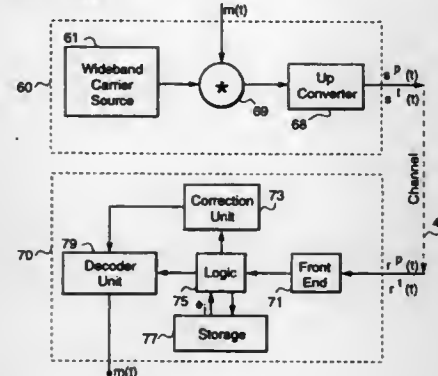 m(t)
61
Wideband
Carrier
Source
*
69
Up
Converter
68
s^p(t)
s^t(t)
60
Channel
73
Correction
Unit
79
Decoder
Unit
70
Logic
75
e_i
Front
End
71
r^p(t)
r^t(t)
77
Storage
m(t)